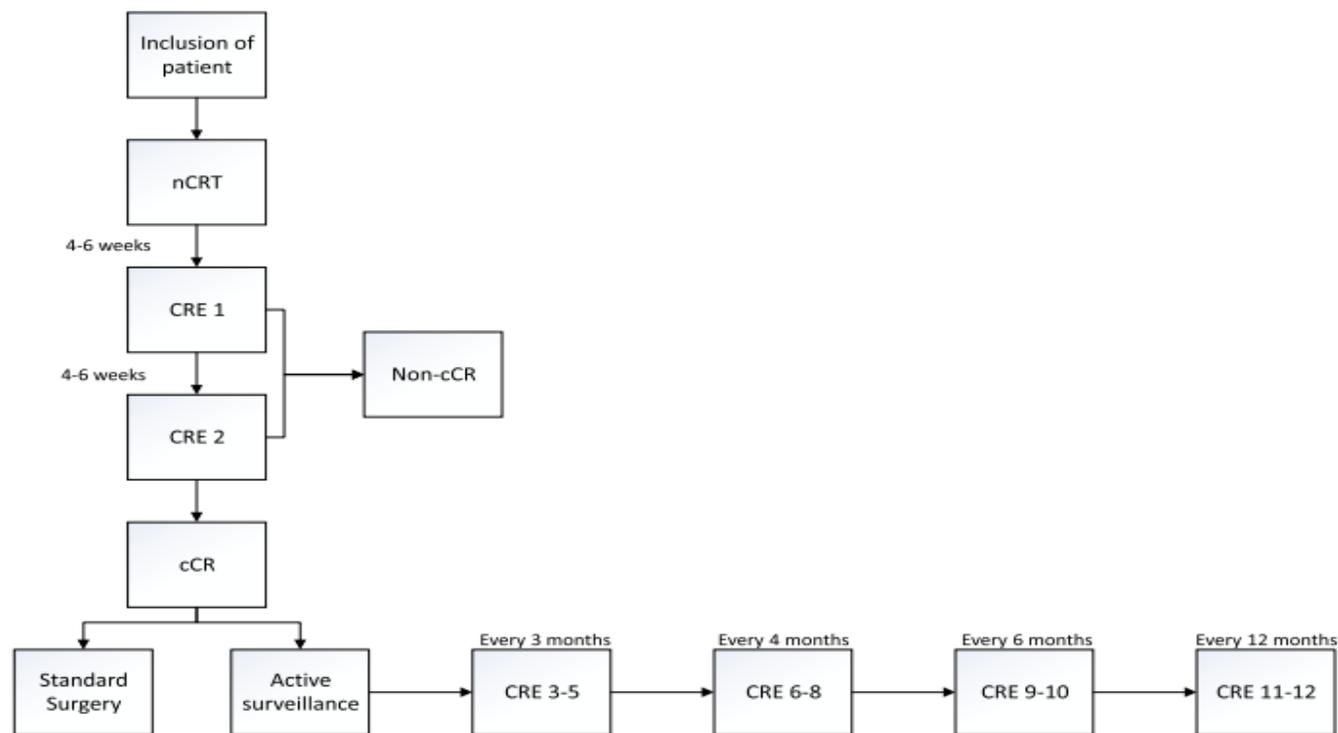 Inclusion of
patient
nCRT
4-6 weeks
CRE 1
4-6 weeks
Non-cCR
CRE 2
cCR
Standard
Surgery
Active
surveillance
Every 3 months
CRE 3-5
Every 4 months
CRE 6-8
Every 6 months
CRE 9-10
Every 12 months
CRE 11-12